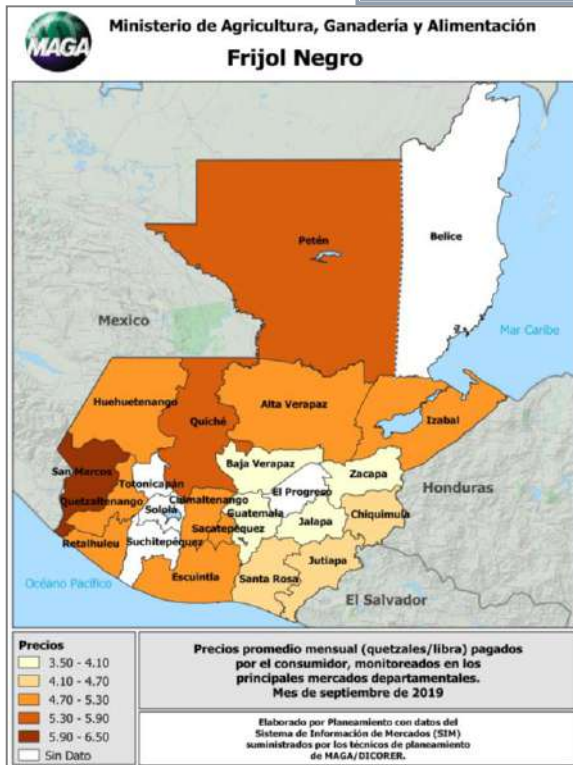 MAGA
Ministerio de Agricultura, Ganadería y Alimentación
Frijol Negro
Petén
Belice
Mexico
Mar Caribe
Huehuetenango
Quiché
Alta Verapaz
Izabal
San Marcos
Totonicapán
Baja Verapaz
Zacapa
Honduras
Quetzaltenango
Sololá
Chimaltenango
El Progreso
Guatemala
Chiquimula
Retalhuleu
Suchitepéquez
Sacatepéquez
Jalapa
Jutiapa
Océano Pacífico
Escuintla
Santa Rosa
El Salvador
Precios
3.50 - 4.10
4.10 - 4.70
4.70 - 5.30
5.30 - 5.90
5.90 - 6.50
Sin Dato
Precios promedio mensual (quetzales/libra) pagados
por el consumidor, monitoreados en los
principales mercados departamentales.
Mes de septiembre de 2019
Elaborado por Planeamiento con datos del
Sistema de Información de Mercados (SIM)
suministrados por los técnicos de planeamiento
de MAGA/DICORER.